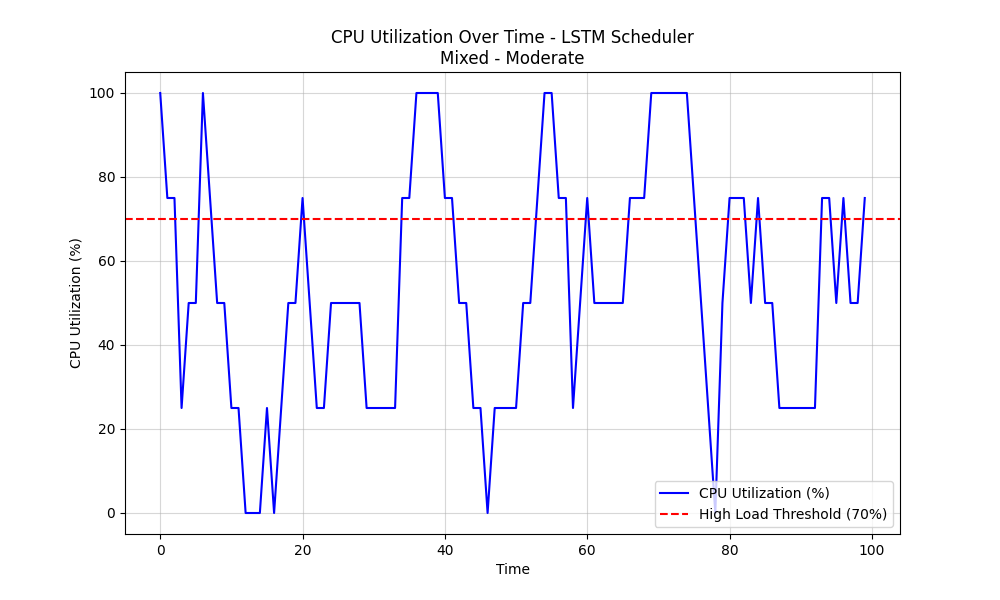 CPU Utilization Over Time - LSTM Scheduler
Mixed - Moderate
CPU Utilization (%)
100
80
60
40
20
0
0 20 40 60 80 100
Time
CPU Utilization (%)
High Load Threshold (70%)